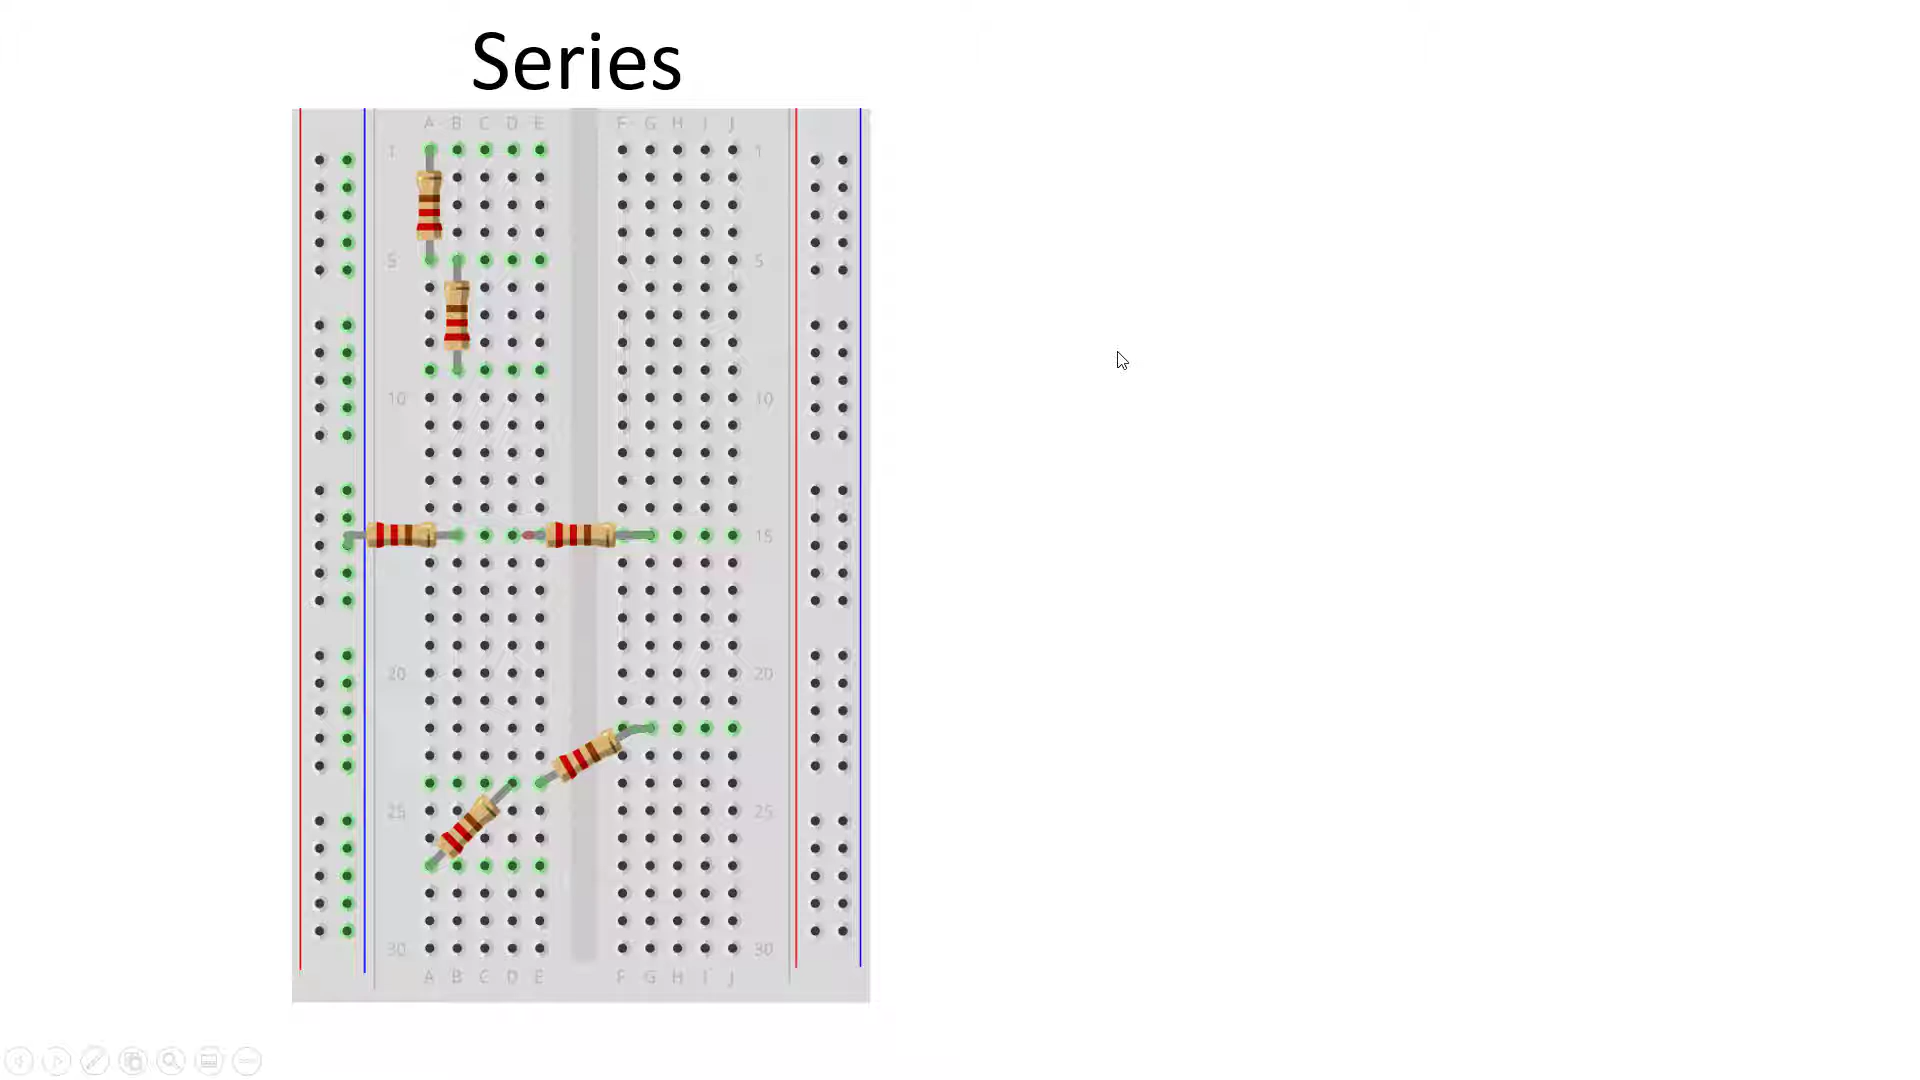 Series
A B C D E F G H I J
1 1
5 5
10 10
15
20 20
25 25
30 30
A B C D E F G H I J